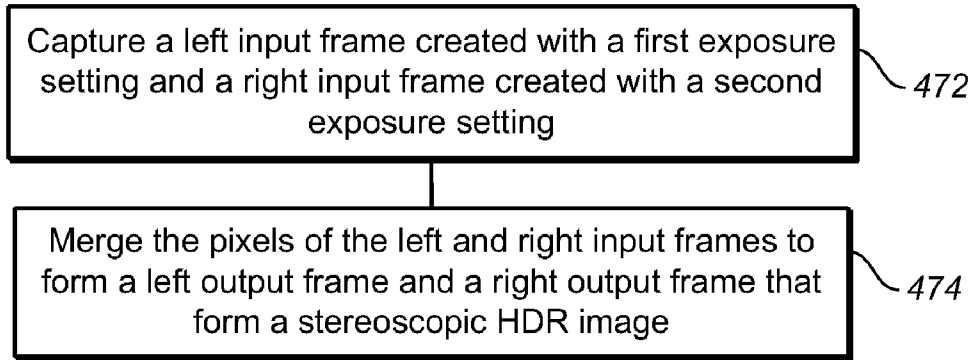 Capture a left input frame created with a first exposure
setting and a right input frame created with a second
exposure setting
472
Merge the pixels of the left and right input frames to
form a left output frame and a right output frame that
form a stereoscopic HDR image
474